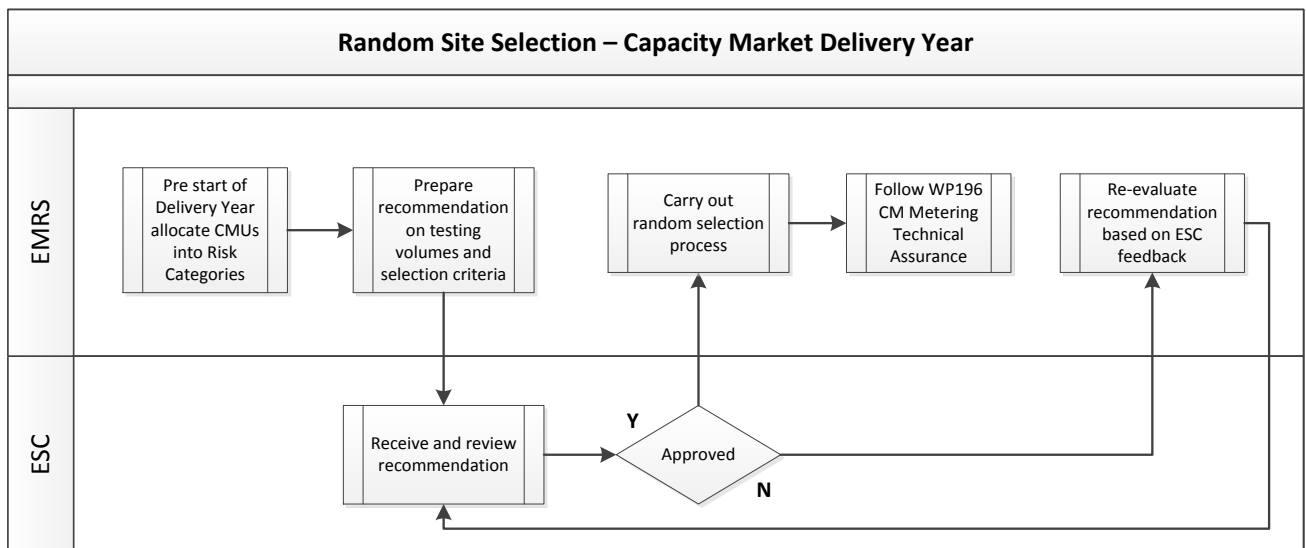 Random Site Selection – Capacity Market Delivery Year
EMRS
Pre start of
Delivery Year
allocate CMUs
into Risk
Categories
Prepare
recommendation
on testing
volumes and
selection criteria
Carry out
random selection
process
Follow WP196
CM Metering
Technical
Assurance
Re-evaluate
recommendation
based on ESC
feedback
ESC
Receive and review
recommendation
Y
Approved
N